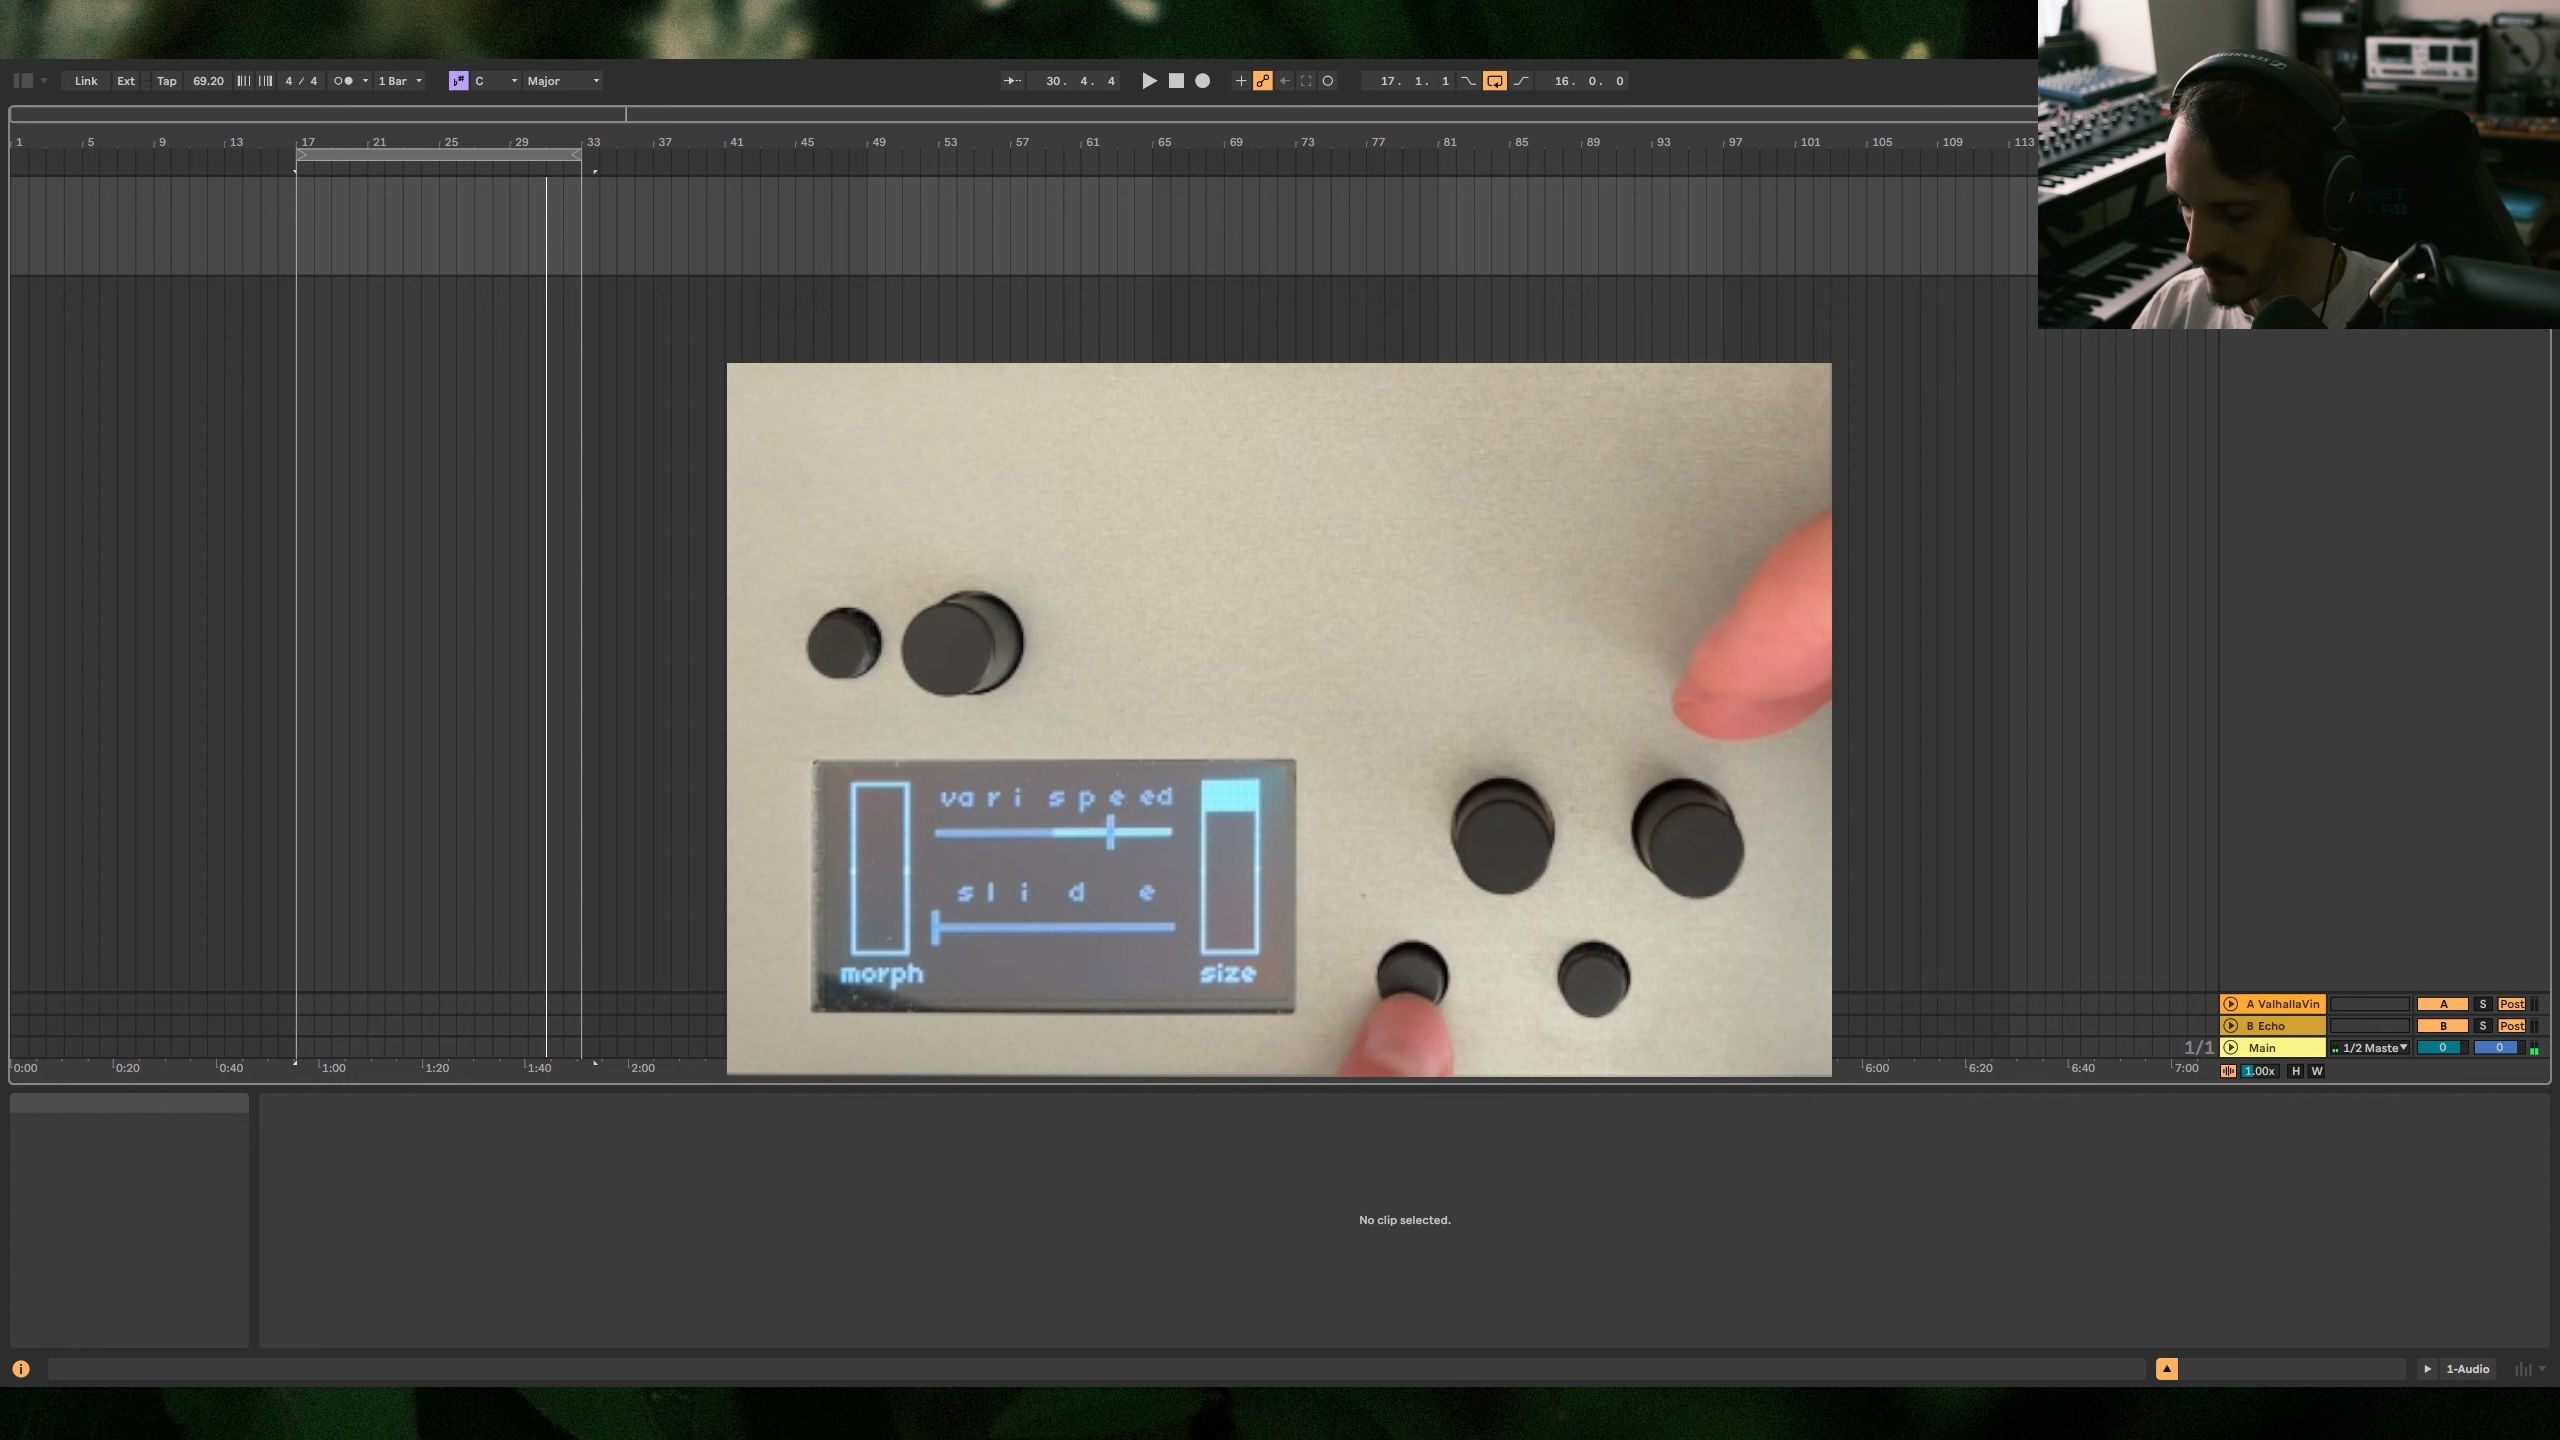 Link Ext Tap 69.20 4 / 4 1 Bar C Major 30. 4. 4 17. 1. 1 16. 0. 0
1 5 9 13 17 21 25 29 33 37 41 45 49 53 57 61 65 69 73 77 81 85 89 93 97 101 105 109 113
vari speed
slide
morph size
A ValhallaVin A S Post
B Echo B S Post
1/1 Main 1/2 Maste 0 0
0:00 0:20 0:40 1:00 1:20 1:40 2:00 6:00 6:20 6:40 7:00 1.00x H W
No clip selected.
1-Audio